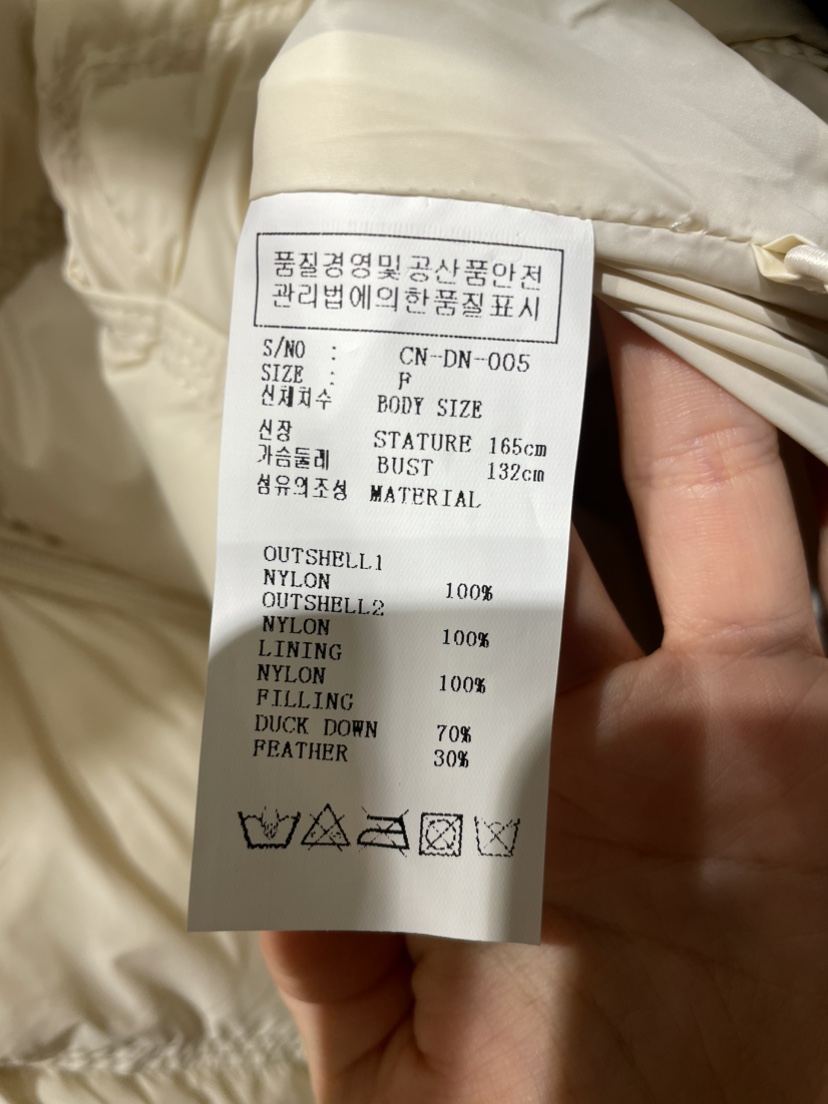 품질경영및공산품안전
관리법에의한품질표시
S/NO : CN-DN-005
SIZE : F
신체치수 BODY SIZE
신장 STATURE 165cm
가슴둘레 BUST 132cm
섬유의조성 MATERIAL
OUTSHELL1
NYLON 100%
OUTSHELL2
NYLON 100%
LINING
NYLON 100%
FILLING
DUCK DOWN 70%
FEATHER 30%